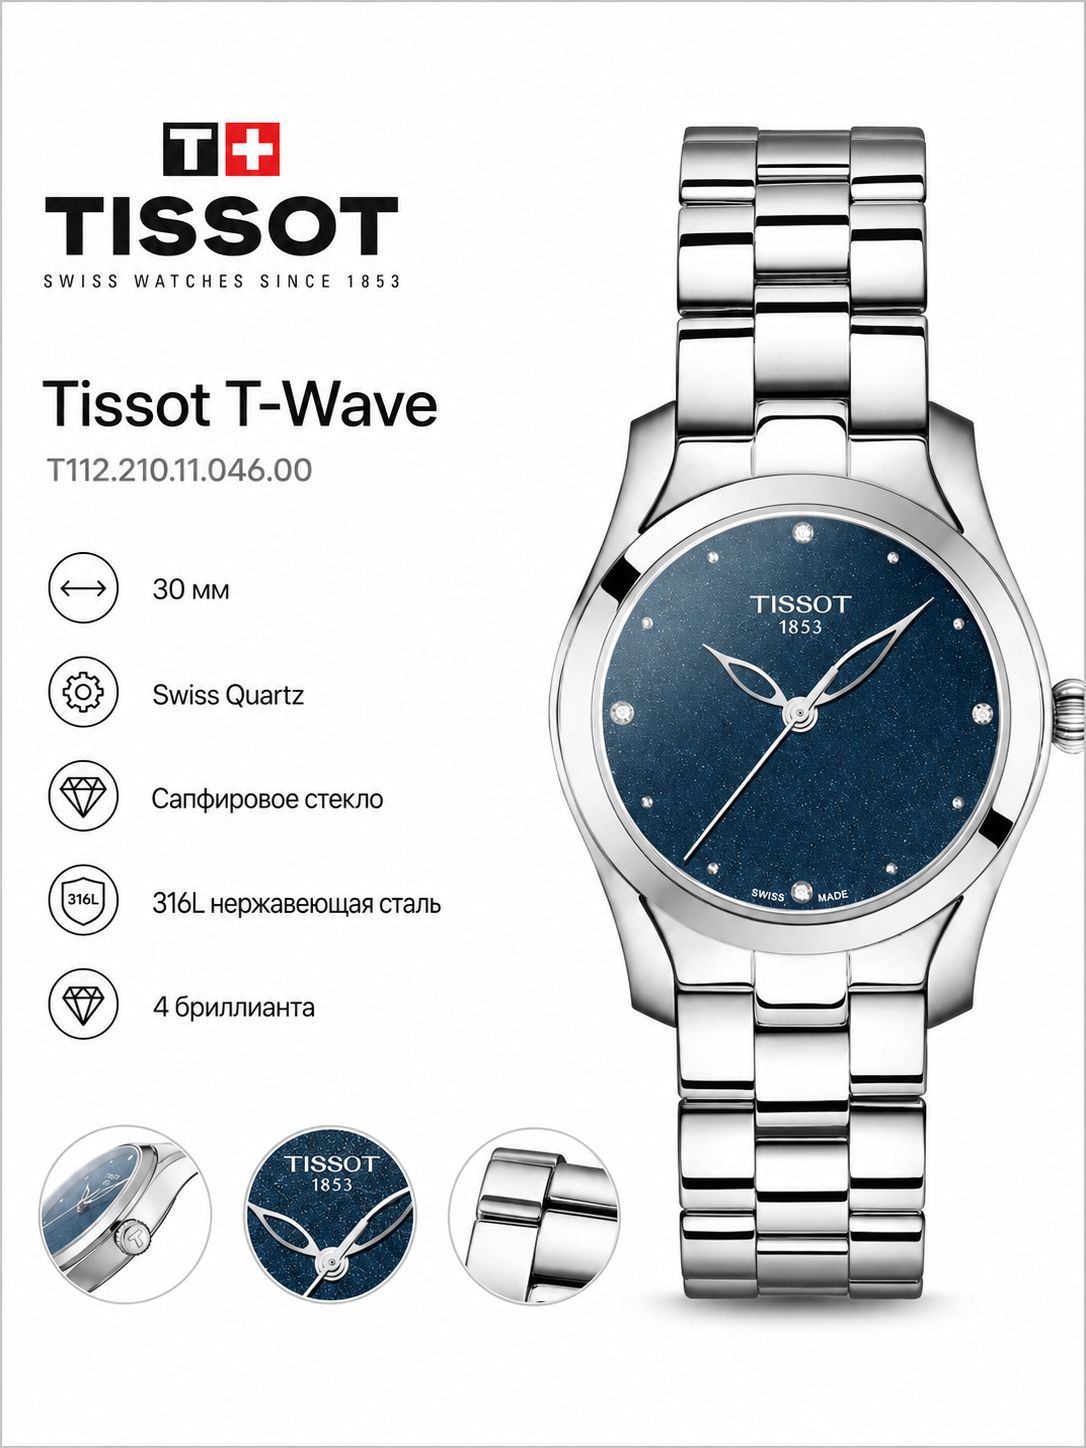 T+
TISSOT
SWISS WATCHES SINCE 1853
Tissot T-Wave
T112.210.11.046.00
30 мм
Swiss Quartz
Сапфировое стекло
316L
316L нержавеющая сталь
4 бриллианта
TISSOT
1853
SWISS MADE
T
TISSOT
1853